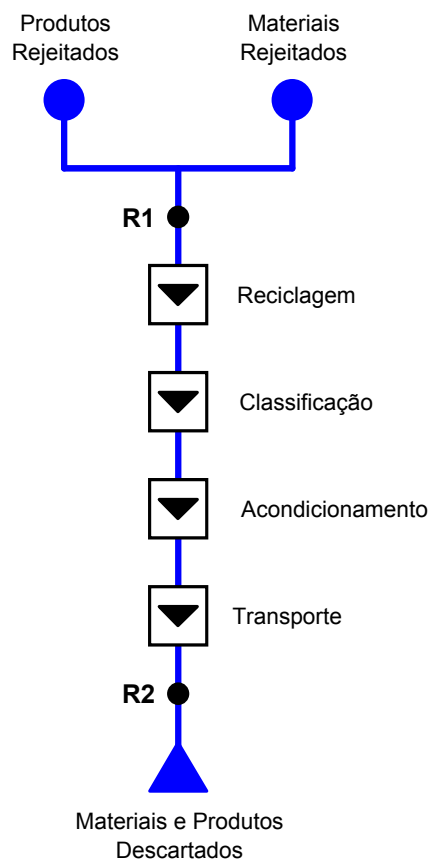 Produtos
Rejeitados
Materiais
Rejeitados
R1
Reciclagem
Classificação
Acondicionamento
Transporte
R2
Materiais e Produtos
Descartados